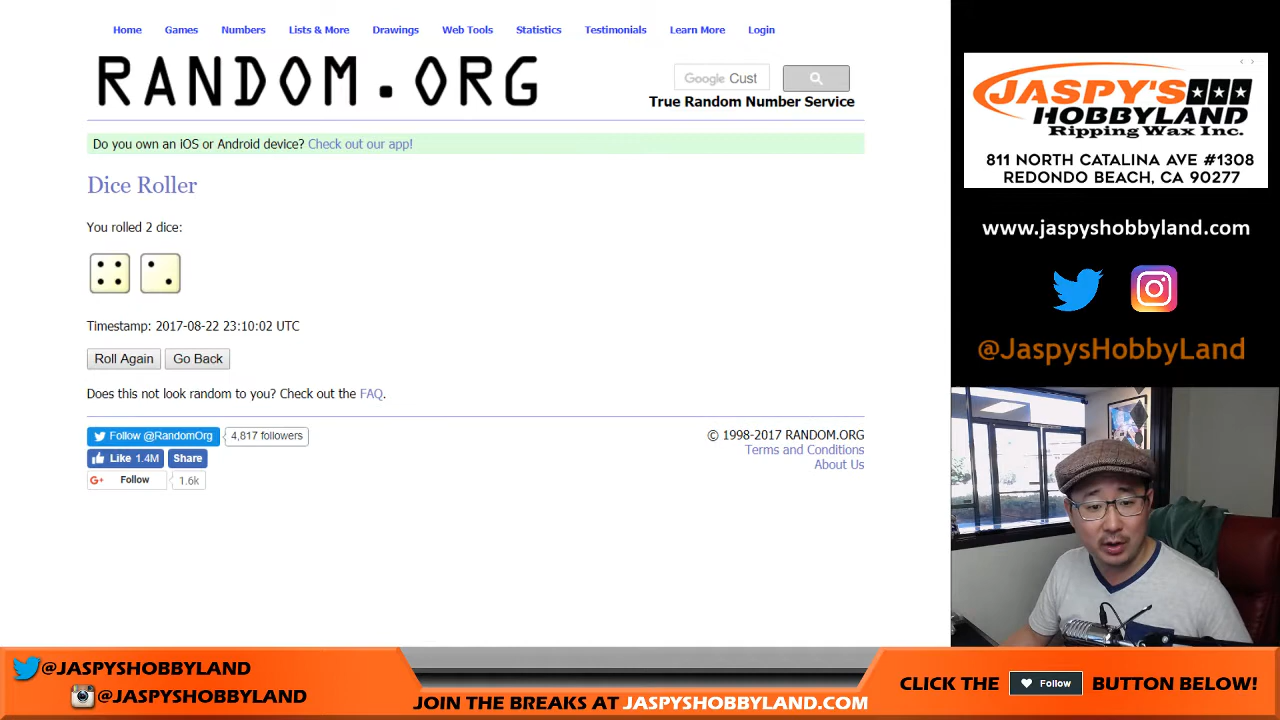 Home Games Numbers Lists & More Drawings Web Tools Statistics Testimonials Learn More Login
RANDOM.ORG
Google Cust
True Random Number Service
Do you own an iOS or Android device? Check out our app!
Dice Roller
You rolled 2 dice:
Timestamp: 2017-08-22 23:10:02 UTC
Roll Again Go Back
Does this not look random to you? Check out the FAQ.
Follow @RandomOrg 4,817 followers
Like 1.4M Share
Follow 1.6k
© 1998-2017 RANDOM.ORG
Terms and Conditions
About Us
JASPY'S
HOBBYLAND
Ripping Wax Inc.
811 NORTH CATALINA AVE #1308
REDONDO BEACH, CA 90277
www.jaspyshobbyland.com
@JaspysHobbyLand
@JASPYSHOBBYLAND
@JASPYSHOBBYLAND
JOIN THE BREAKS AT JASPYSHOBBYLAND.COM
CLICK THE Follow BUTTON BELOW!